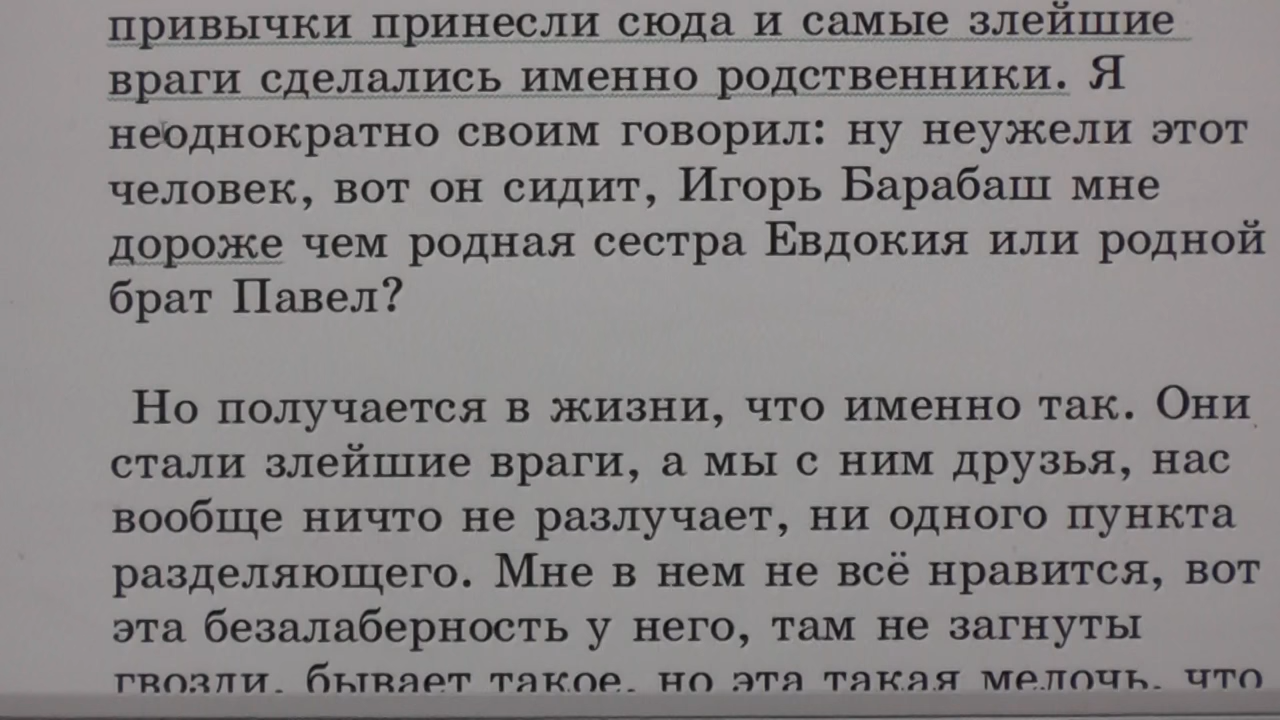 привычки принесли сюда и самые злейшие
враги сделались именно родственники. Я
неоднократно своим говорил: ну неужели этот
человек, вот он сидит, Игорь Барабаш мне
дороже чем родная сестра Евдокия или родной
брат Павел?
Но получается в жизни, что именно так. Они
стали злейшие враги, а мы с ним друзья, нас
вообще ничто не разлучает, ни одного пункта
разделяющего. Мне в нем не всё нравится, вот
эта безалаберность у него, там не загнуты
гвозди, бывает такое, но эта такая мелочь, что